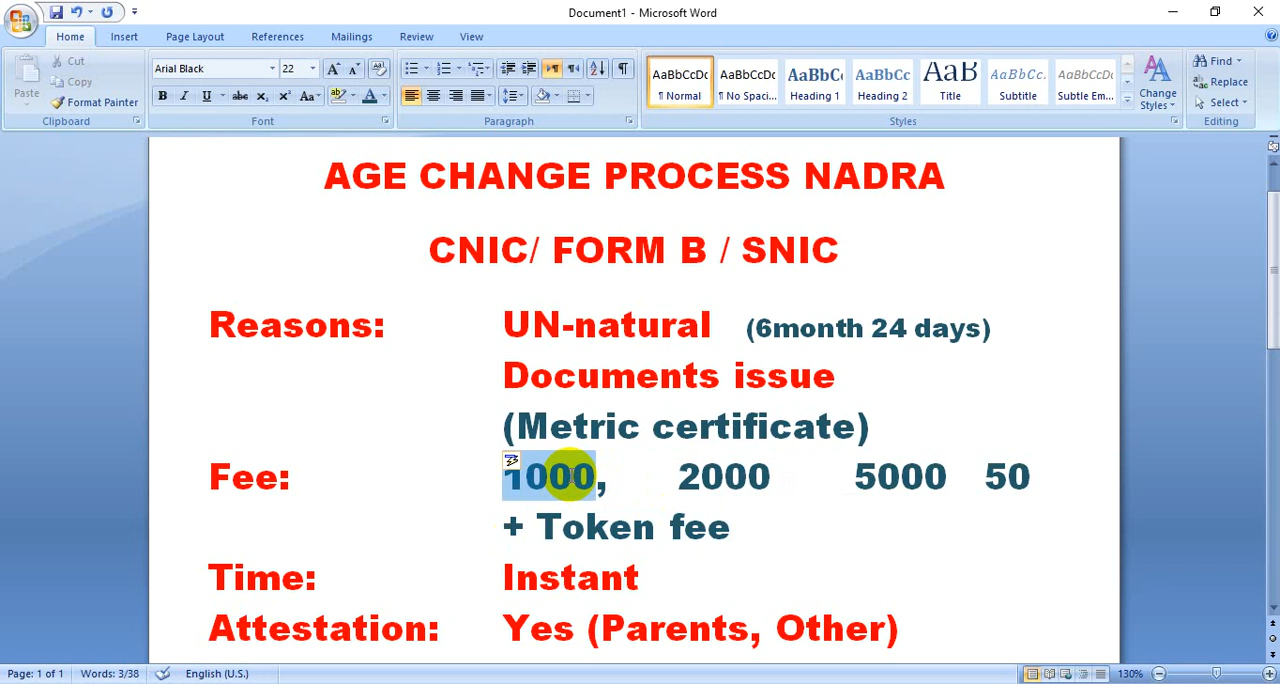 Document1 - Microsoft Word
Home Insert Page Layout References Mailings Review View
Paste
Cut
Copy
Format Painter
Clipboard
Arial Black 22
Font
Paragraph
AaBbCcDc AaBbCcDc AaBbC AaBbCc AaB AaBbCc. AaBbCcDc
¶ Normal ¶ No Spaci... Heading 1 Heading 2 Title Subtitle Subtle Em...
Change
Styles
Styles
Find
Replace
Select
Editing
AGE CHANGE PROCESS NADRA
CNIC/ FORM B / SNIC
Reasons: UN-natural (6month 24 days)
Documents issue
(Metric certificate)
Fee: 1000, 2000 5000 50
+ Token fee
Time: Instant
Attestation: Yes (Parents, Other)
Page: 1 of 1 Words: 3/38 English (U.S.) 130%